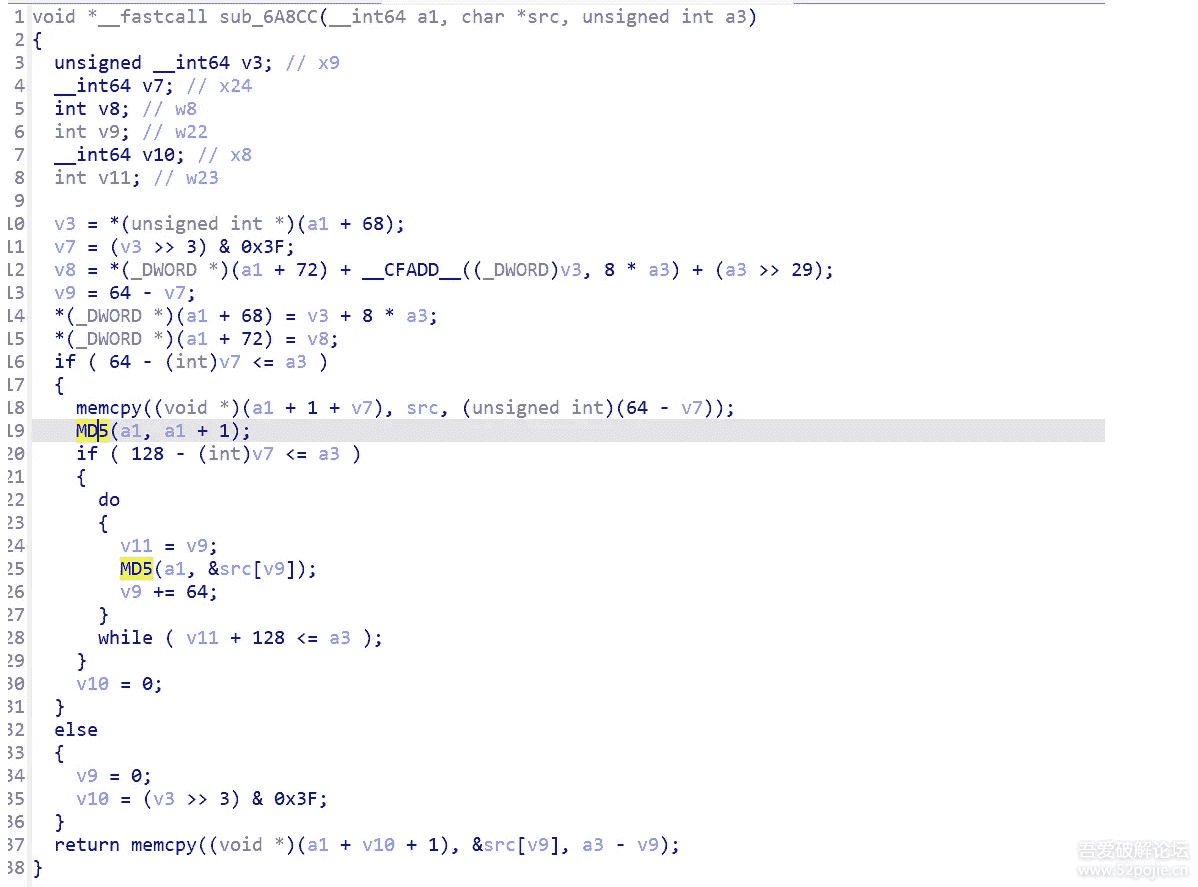 1 void *__fastcall sub_6A8CC(__int64 a1, char *src, unsigned int a3)
2 {
3   unsigned __int64 v3; // x9
4   __int64 v7; // x24
5   int v8; // w8
6   int v9; // w22
7   __int64 v10; // x8
8   int v11; // w23
9
10   v3 = *(unsigned int *)(a1 + 68);
11   v7 = (v3 >> 3) & 0x3F;
12   v8 = *(_DWORD *)(a1 + 72) + __CFADD__((_DWORD)v3, 8 * a3) + (a3 >> 29);
13   v9 = 64 - v7;
14   *(_DWORD *)(a1 + 68) = v3 + 8 * a3;
15   *(_DWORD *)(a1 + 72) = v8;
16   if ( 64 - (int)v7 <= a3 )
17   {
18     memcpy((void *)(a1 + 1 + v7), src, (unsigned int)(64 - v7));
19     MD5(a1, a1 + 1);
20     if ( 128 - (int)v7 <= a3 )
21     {
22       do
23       {
24         v11 = v9;
25         MD5(a1, &src[v9]);
26         v9 += 64;
27       }
28       while ( v11 + 128 <= a3 );
29     }
30     v10 = 0;
31   }
32   else
33   {
34     v9 = 0;
35     v10 = (v3 >> 3) & 0x3F;
36   }
37   return memcpy((void *)(a1 + v10 + 1), &src[v9], a3 - v9);
38 }
吾爱破解论坛
www.52pojie.cn